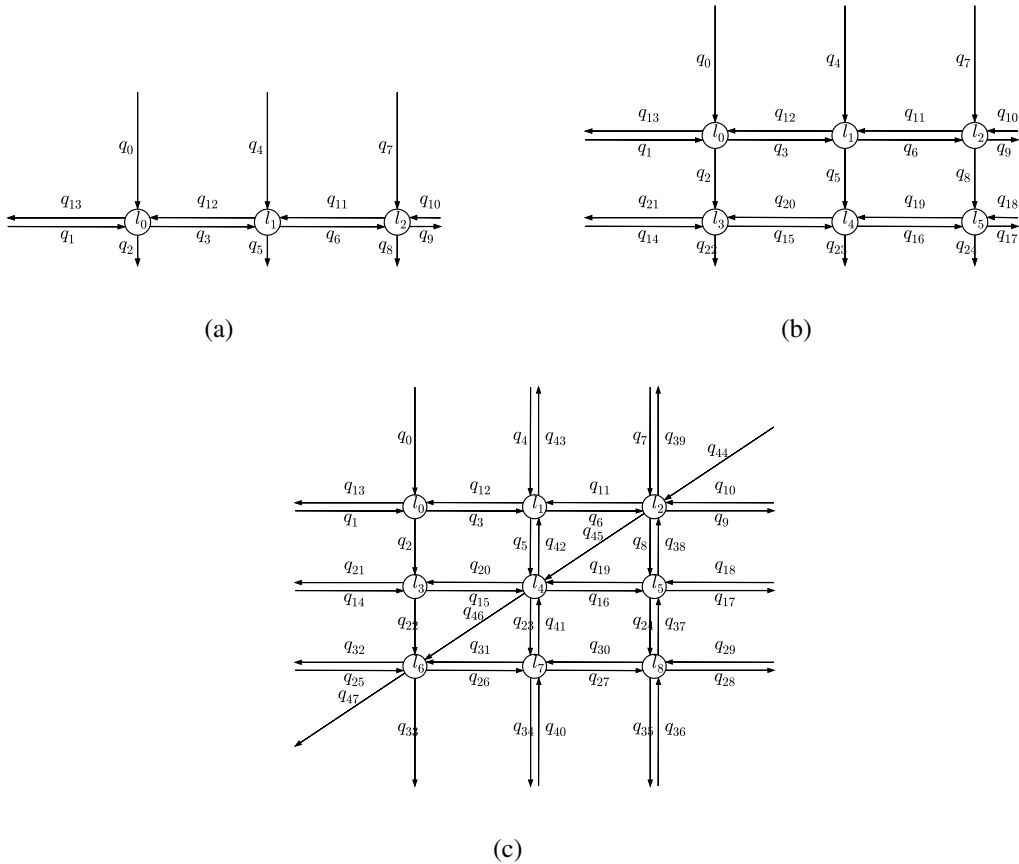 q0 q4 q7
q13 q12 q11 q10
l0 l1 l2
q1 q2 q3 q5 q6 q8 q9
(a)
q0 q4 q7
q13 q12 q11 q10
l0 l1 l2
q1 q3 q6 q9
q2 q5 q8
q21 q20 q19 q18
l3 l4 l5
q14 q22 q15 q23 q16 q24 q17
(b)
q0 q4 q43 q7 q39 q44
q13 q12 q11 q10
l0 l1 l2
q1 q3 q6 q9
q2 q5 q42 q45 q8 q38
q21 q20 q19 q18
l3 l4 l5
q14 q15 q16 q17
q22 q46 q23 q41 q24 q37
q32 q31 q30 q29
l6 l7 l8
q25 q26 q27 q28
q47
q33 q34 q40 q35 q36
(c)